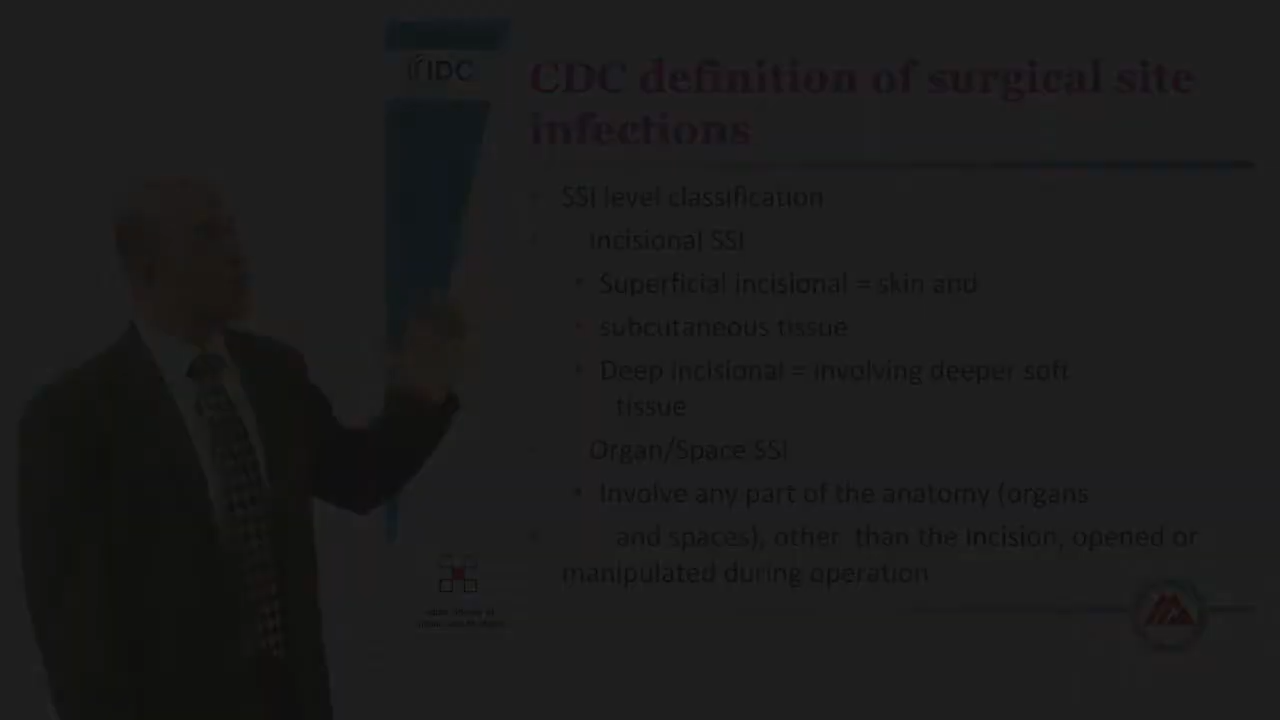 IDC
CDC definition of surgical site
infections
SSI level classification
Incisional SSI
Superficial incisional = skin and
subcutaneous tissue
Deep incisional = involving deeper soft
tissue
Organ/Space SSI
Involve any part of the anatomy (organs
and spaces), other than the incision, opened or
manipulated during operation